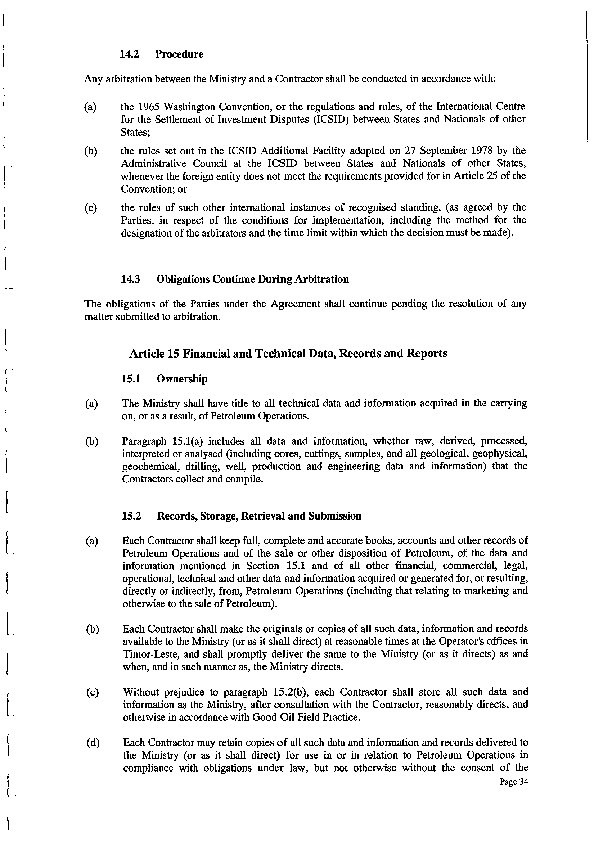 14.2 Procedure
Any arbitration between the Ministry and a Contractor shall be conducted in accordance with:
(a) the 1965 Washington Convention, or the regulations and rules, of the International Centre
for the Settlement of Investment Disputes (ICSID) between States and Nationals of other
States;
(b) the rules set out in the ICSID Additional Facility adopted on 27 September 1978 by the
Administrative Council at the ICSID between States and Nationals of other States,
whenever the foreign entity does not meet the requirements provided for in Article 25 of the
Convention; or
(c) the rules of such other international instances of recognised standing, (as agreed by the
Parties, in respect of the conditions for implementation, including the method for the
designation of the arbitrators and the time limit within which the decision must be made).
14.3 Obligations Continue During Arbitration
The obligations of the Parties under the Agreement shall continue pending the resolution of any
matter submitted to arbitration.
Article 15 Financial and Technical Data, Records and Reports
15.1 Ownership
(a) The Ministry shall have title to all technical data and information acquired in the carrying
on, or as a result, of Petroleum Operations.
(b) Paragraph 15.1(a) includes all data and information, whether raw, derived, processed,
interpreted or analysed (including cores, cuttings, samples, and all geological, geophysical,
geochemical, drilling, well, production and engineering data and information) that the
Contractors collect and compile.
15.2 Records, Storage, Retrieval and Submission
(a) Each Contractor shall keep full, complete and accurate books, accounts and other records of
Petroleum Operations and of the sale or other disposition of Petroleum, of the data and
information mentioned in Section 15.1 and of all other financial, commercial, legal,
operational, technical and other data and information acquired or generated for, or resulting,
directly or indirectly, from, Petroleum Operations (including that relating to marketing and
otherwise to the sale of Petroleum).
(b) Each Contractor shall make the originals or copies of all such data, information and records
available to the Ministry (or as it shall direct) at reasonable times at the Operator's offices in
Timor-Leste, and shall promptly deliver the same to the Ministry (or as it directs) as and
when, and in such manner as, the Ministry directs.
(c) Without prejudice to paragraph 15.2(b), each Contractor shall store all such data and
information as the Ministry, after consultation with the Contractor, reasonably directs, and
otherwise in accordance with Good Oil Field Practice.
(d) Each Contractor may retain copies of all such data and information and records delivered to
the Ministry (or as it shall direct) for use in or in relation to Petroleum Operations in
compliance with obligations under law, but not otherwise without the consent of the
Page 34